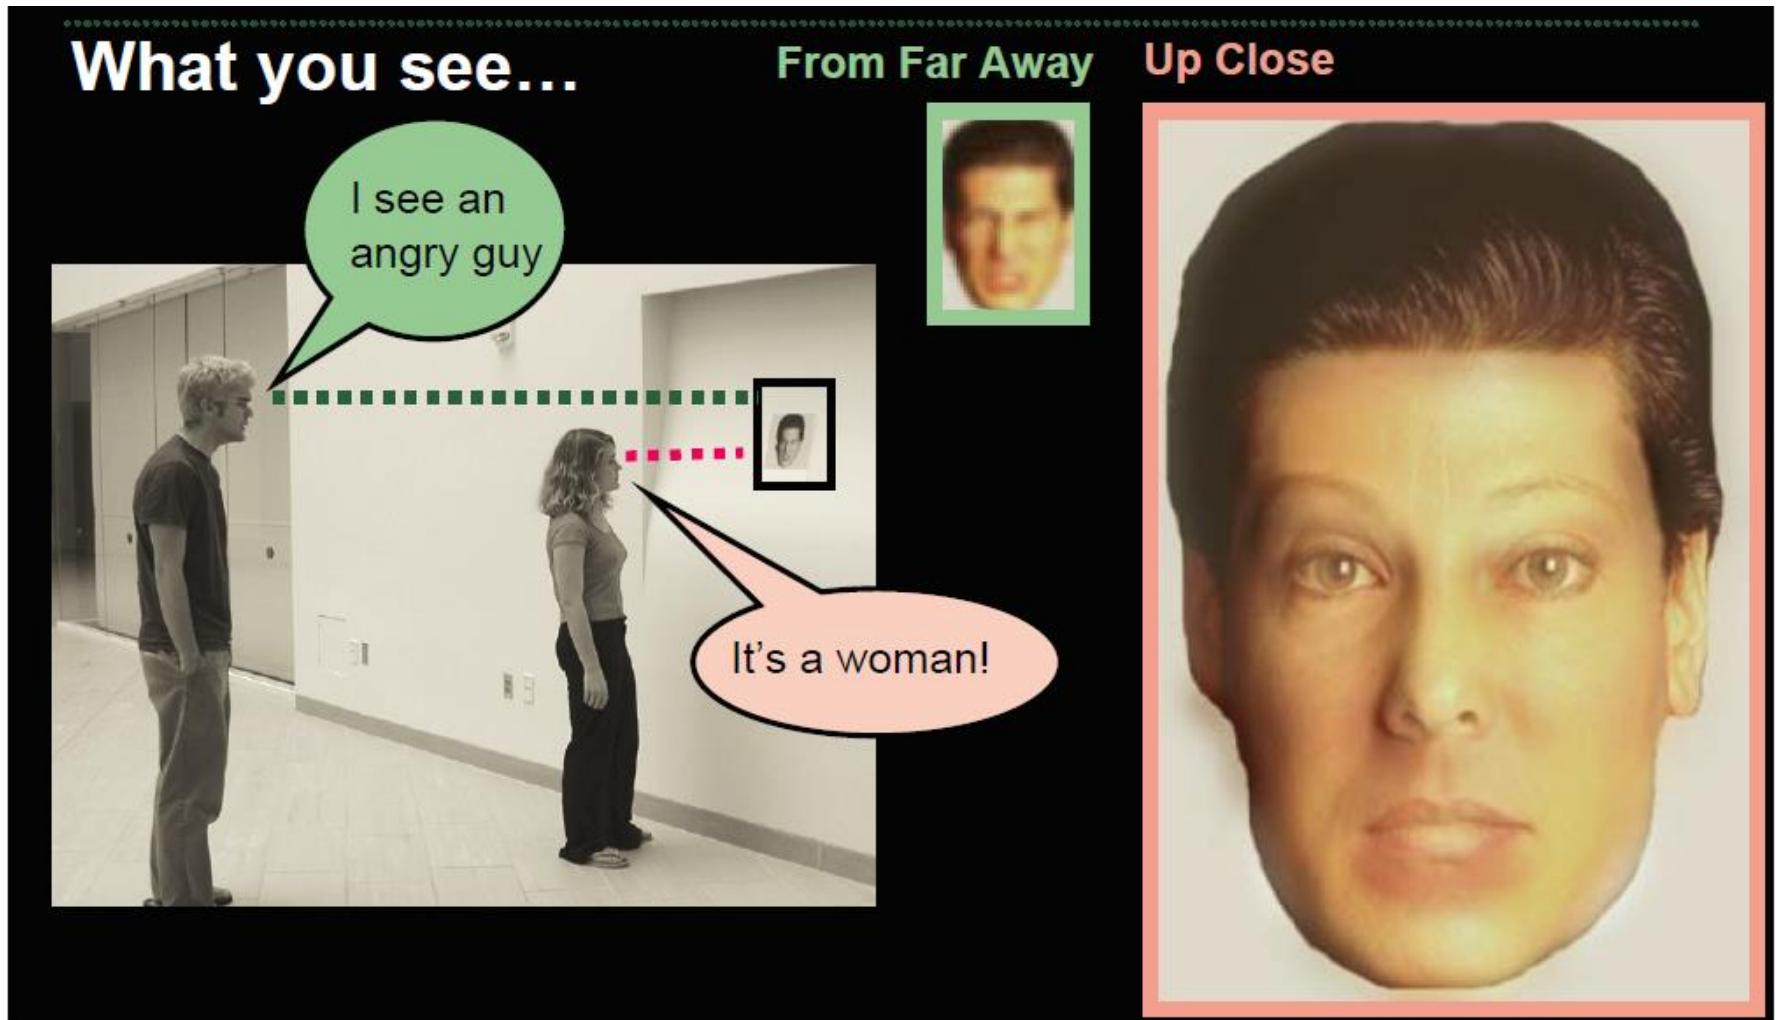 What you see…
From Far Away
Up Close
I see an
angry guy
It's a woman!